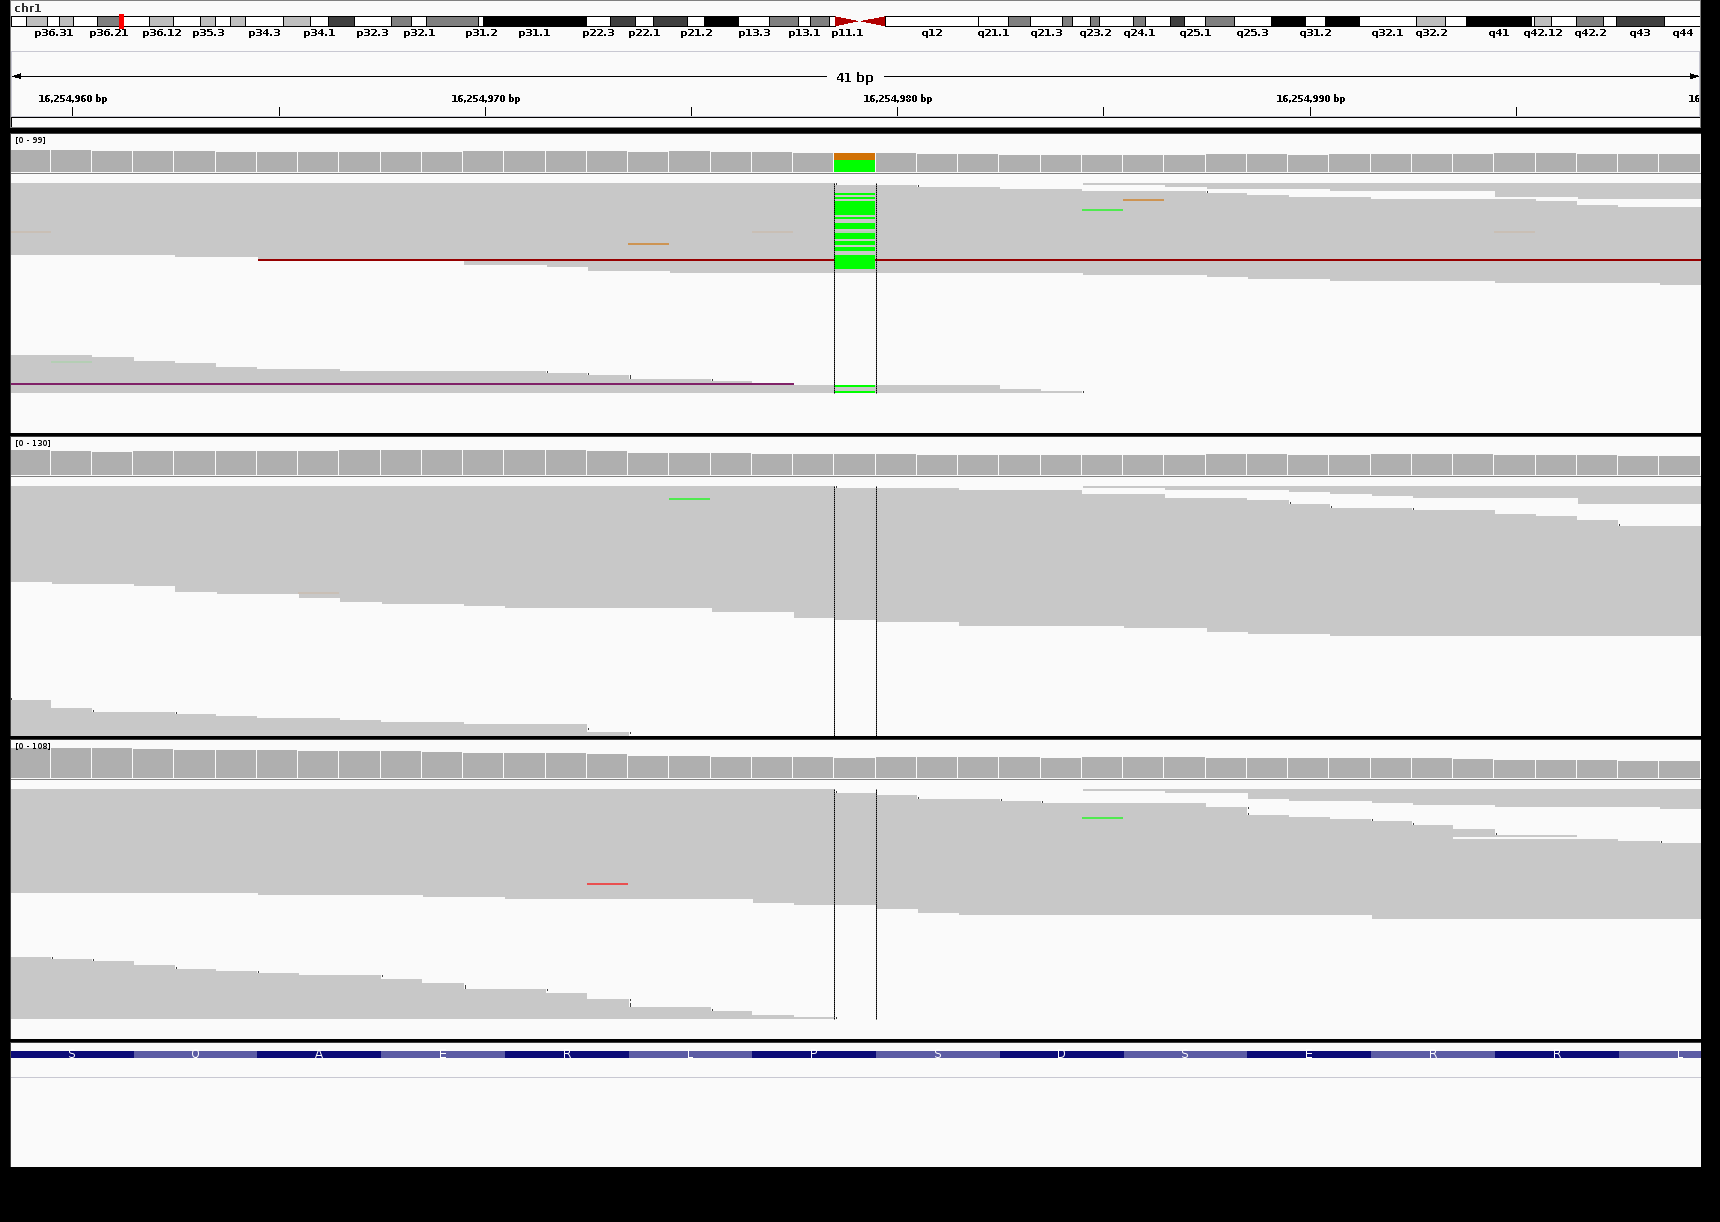 chr1
p36.31 p36.21 p36.12 p35.3 p34.3 p34.1 p32.3 p32.1 p31.2 p31.1 p22.3 p22.1 p21.2 p13.3 p13.1 p11.1 q12 q21.1 q21.3 q23.2 q24.1 q25.1 q25.3 q31.2 q32.1 q32.2 q41 q42.12 q42.2 q43 q44
41 bp
16,254,960 bp 16,254,970 bp 16,254,980 bp 16,254,990 bp 16
[0 - 99]
[0 - 130]
[0 - 108]
S Q A E R L P S D S E R R L